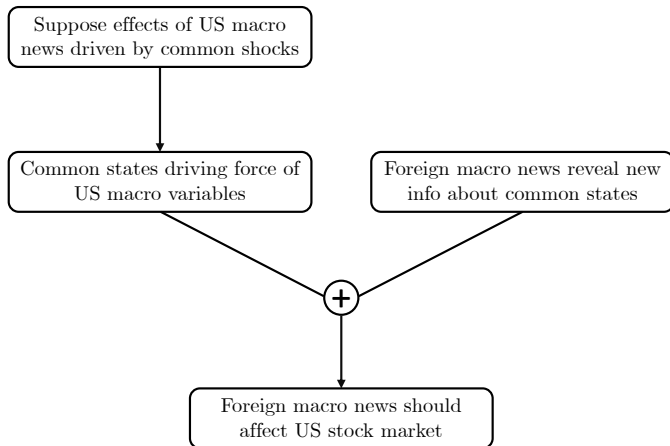 Suppose effects of US macro
news driven by common shocks
Common states driving force of
US macro variables
Foreign macro news reveal new
info about common states
+
Foreign macro news should
affect US stock market